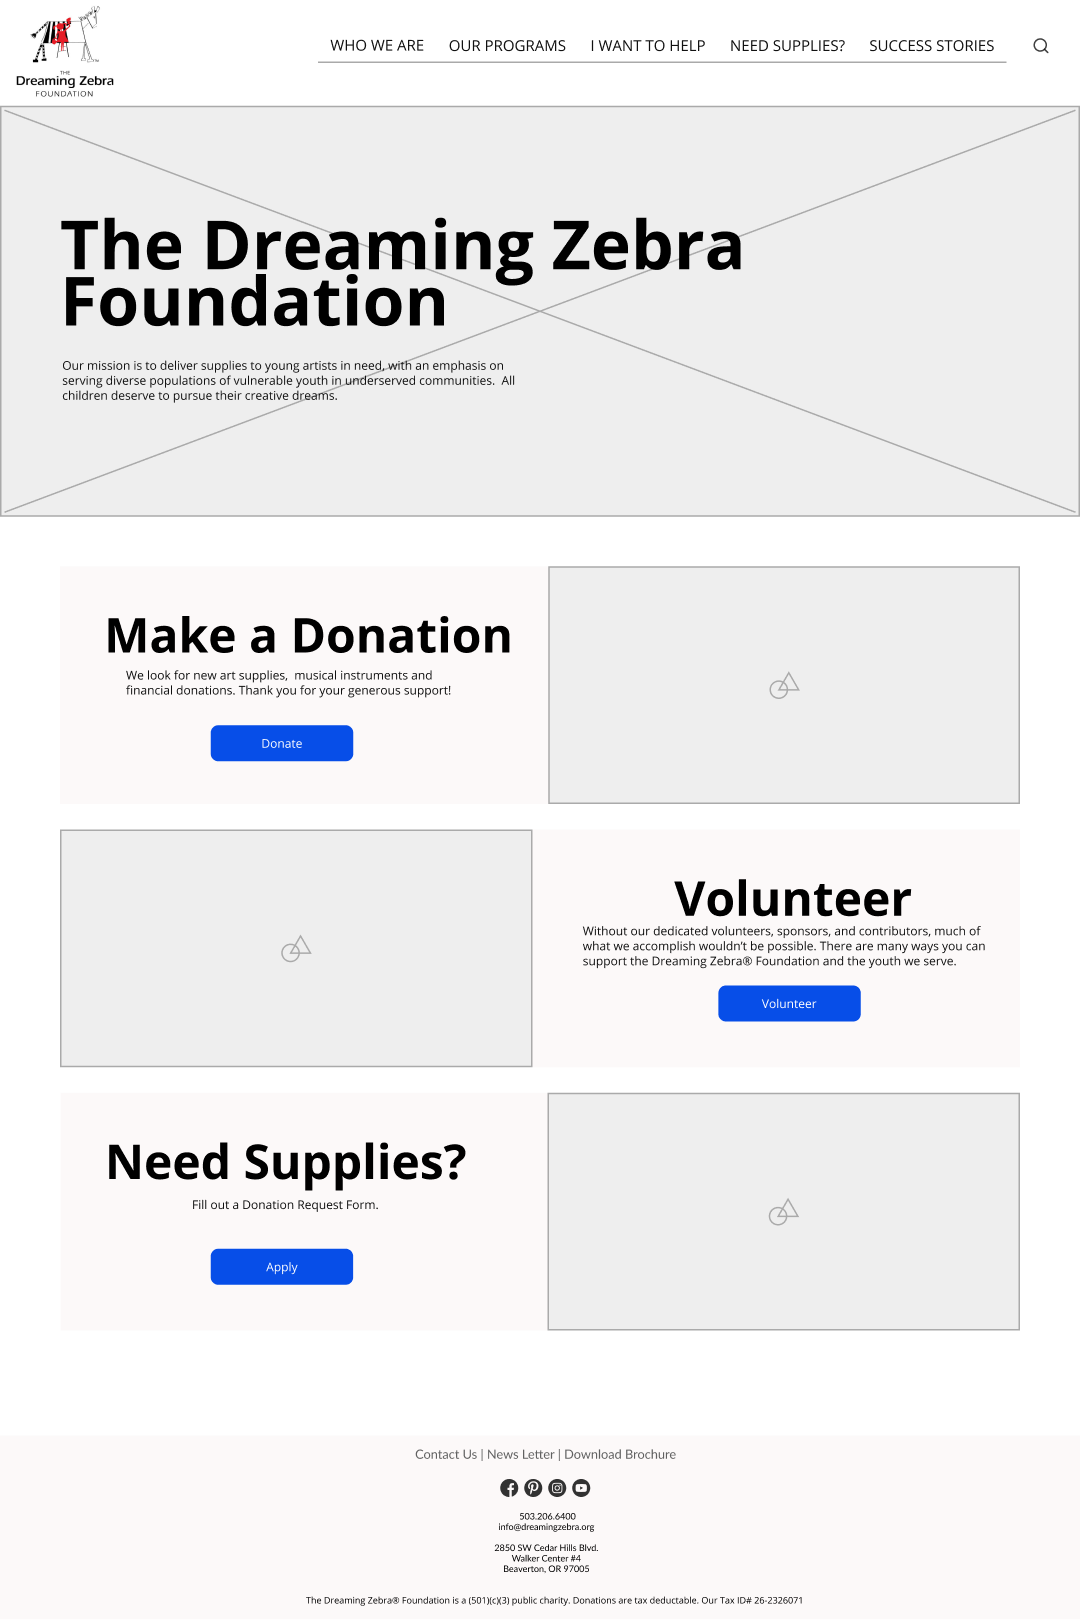 THE
Dreaming Zebra
FOUNDATION
WHO WE ARE OUR PROGRAMS I WANT TO HELP NEED SUPPLIES? SUCCESS STORIES
The Dreaming Zebra
Foundation
Our mission is to deliver supplies to young artists in need, with an emphasis on
serving diverse populations of vulnerable youth in underserved communities. All
children deserve to pursue their creative dreams.
Make a Donation
We look for new art supplies, musical instruments and
financial donations. Thank you for your generous support!
Donate
Volunteer
Without our dedicated volunteers, sponsors, and contributors, much of
what we accomplish wouldn't be possible. There are many ways you can
support the Dreaming Zebra® Foundation and the youth we serve.
Volunteer
Need Supplies?
Fill out a Donation Request Form.
Apply
Contact Us | News Letter | Download Brochure
503.206.6400
info@dreamingzebra.org
2850 SW Cedar Hills Blvd.
Walker Center #4
Beaverton, OR 97005
The Dreaming Zebra® Foundation is a (501)(c)(3) public charity. Donations are tax deductable. Our Tax ID# 26-2326071